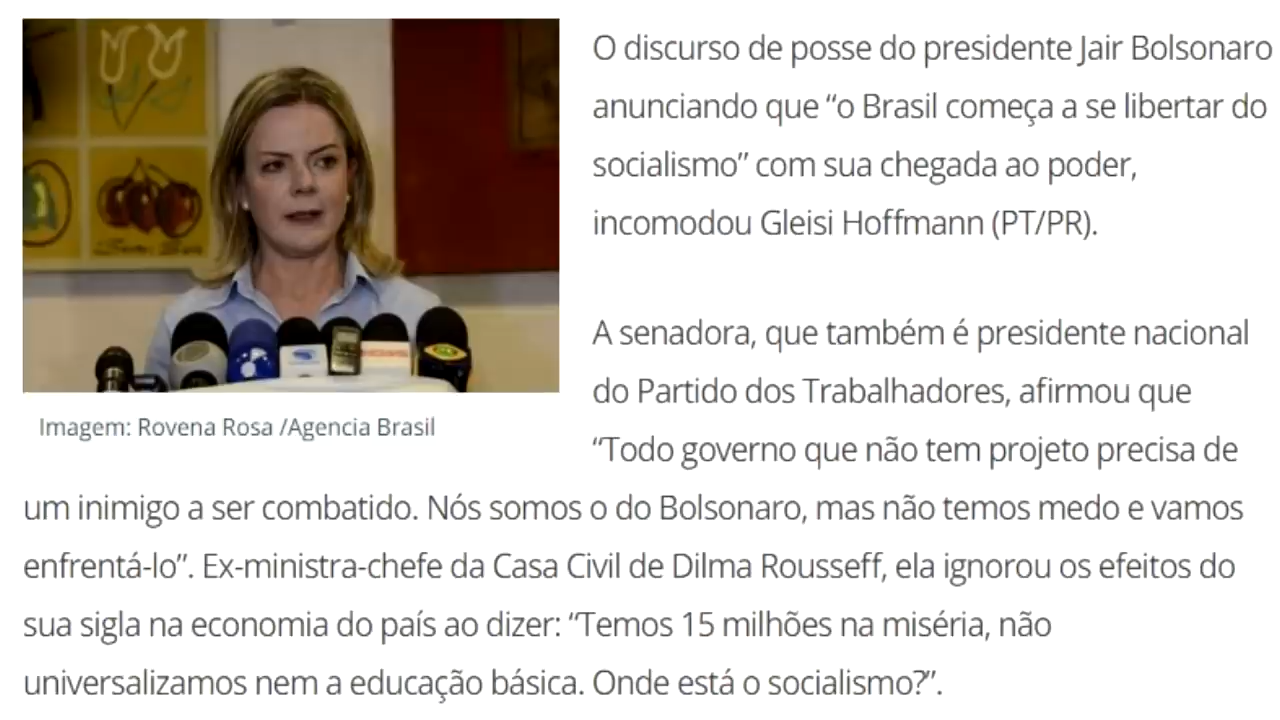 O discurso de posse do presidente Jair Bolsonaro
anunciando que “o Brasil começa a se libertar do
socialismo” com sua chegada ao poder,
incomodou Gleisi Hoffmann (PT/PR).
A senadora, que também é presidente nacional
do Partido dos Trabalhadores, afirmou que
“Todo governo que não tem projeto precisa de
um inimigo a ser combatido. Nós somos o do Bolsonaro, mas não temos medo e vamos
enfrentá-lo”. Ex-ministra-chefe da Casa Civil de Dilma Rousseff, ela ignorou os efeitos do
sua sigla na economia do país ao dizer: “Temos 15 milhões na miséria, não
universalizamos nem a educação básica. Onde está o socialismo?”.
Imagem: Rovena Rosa /Agencia Brasil